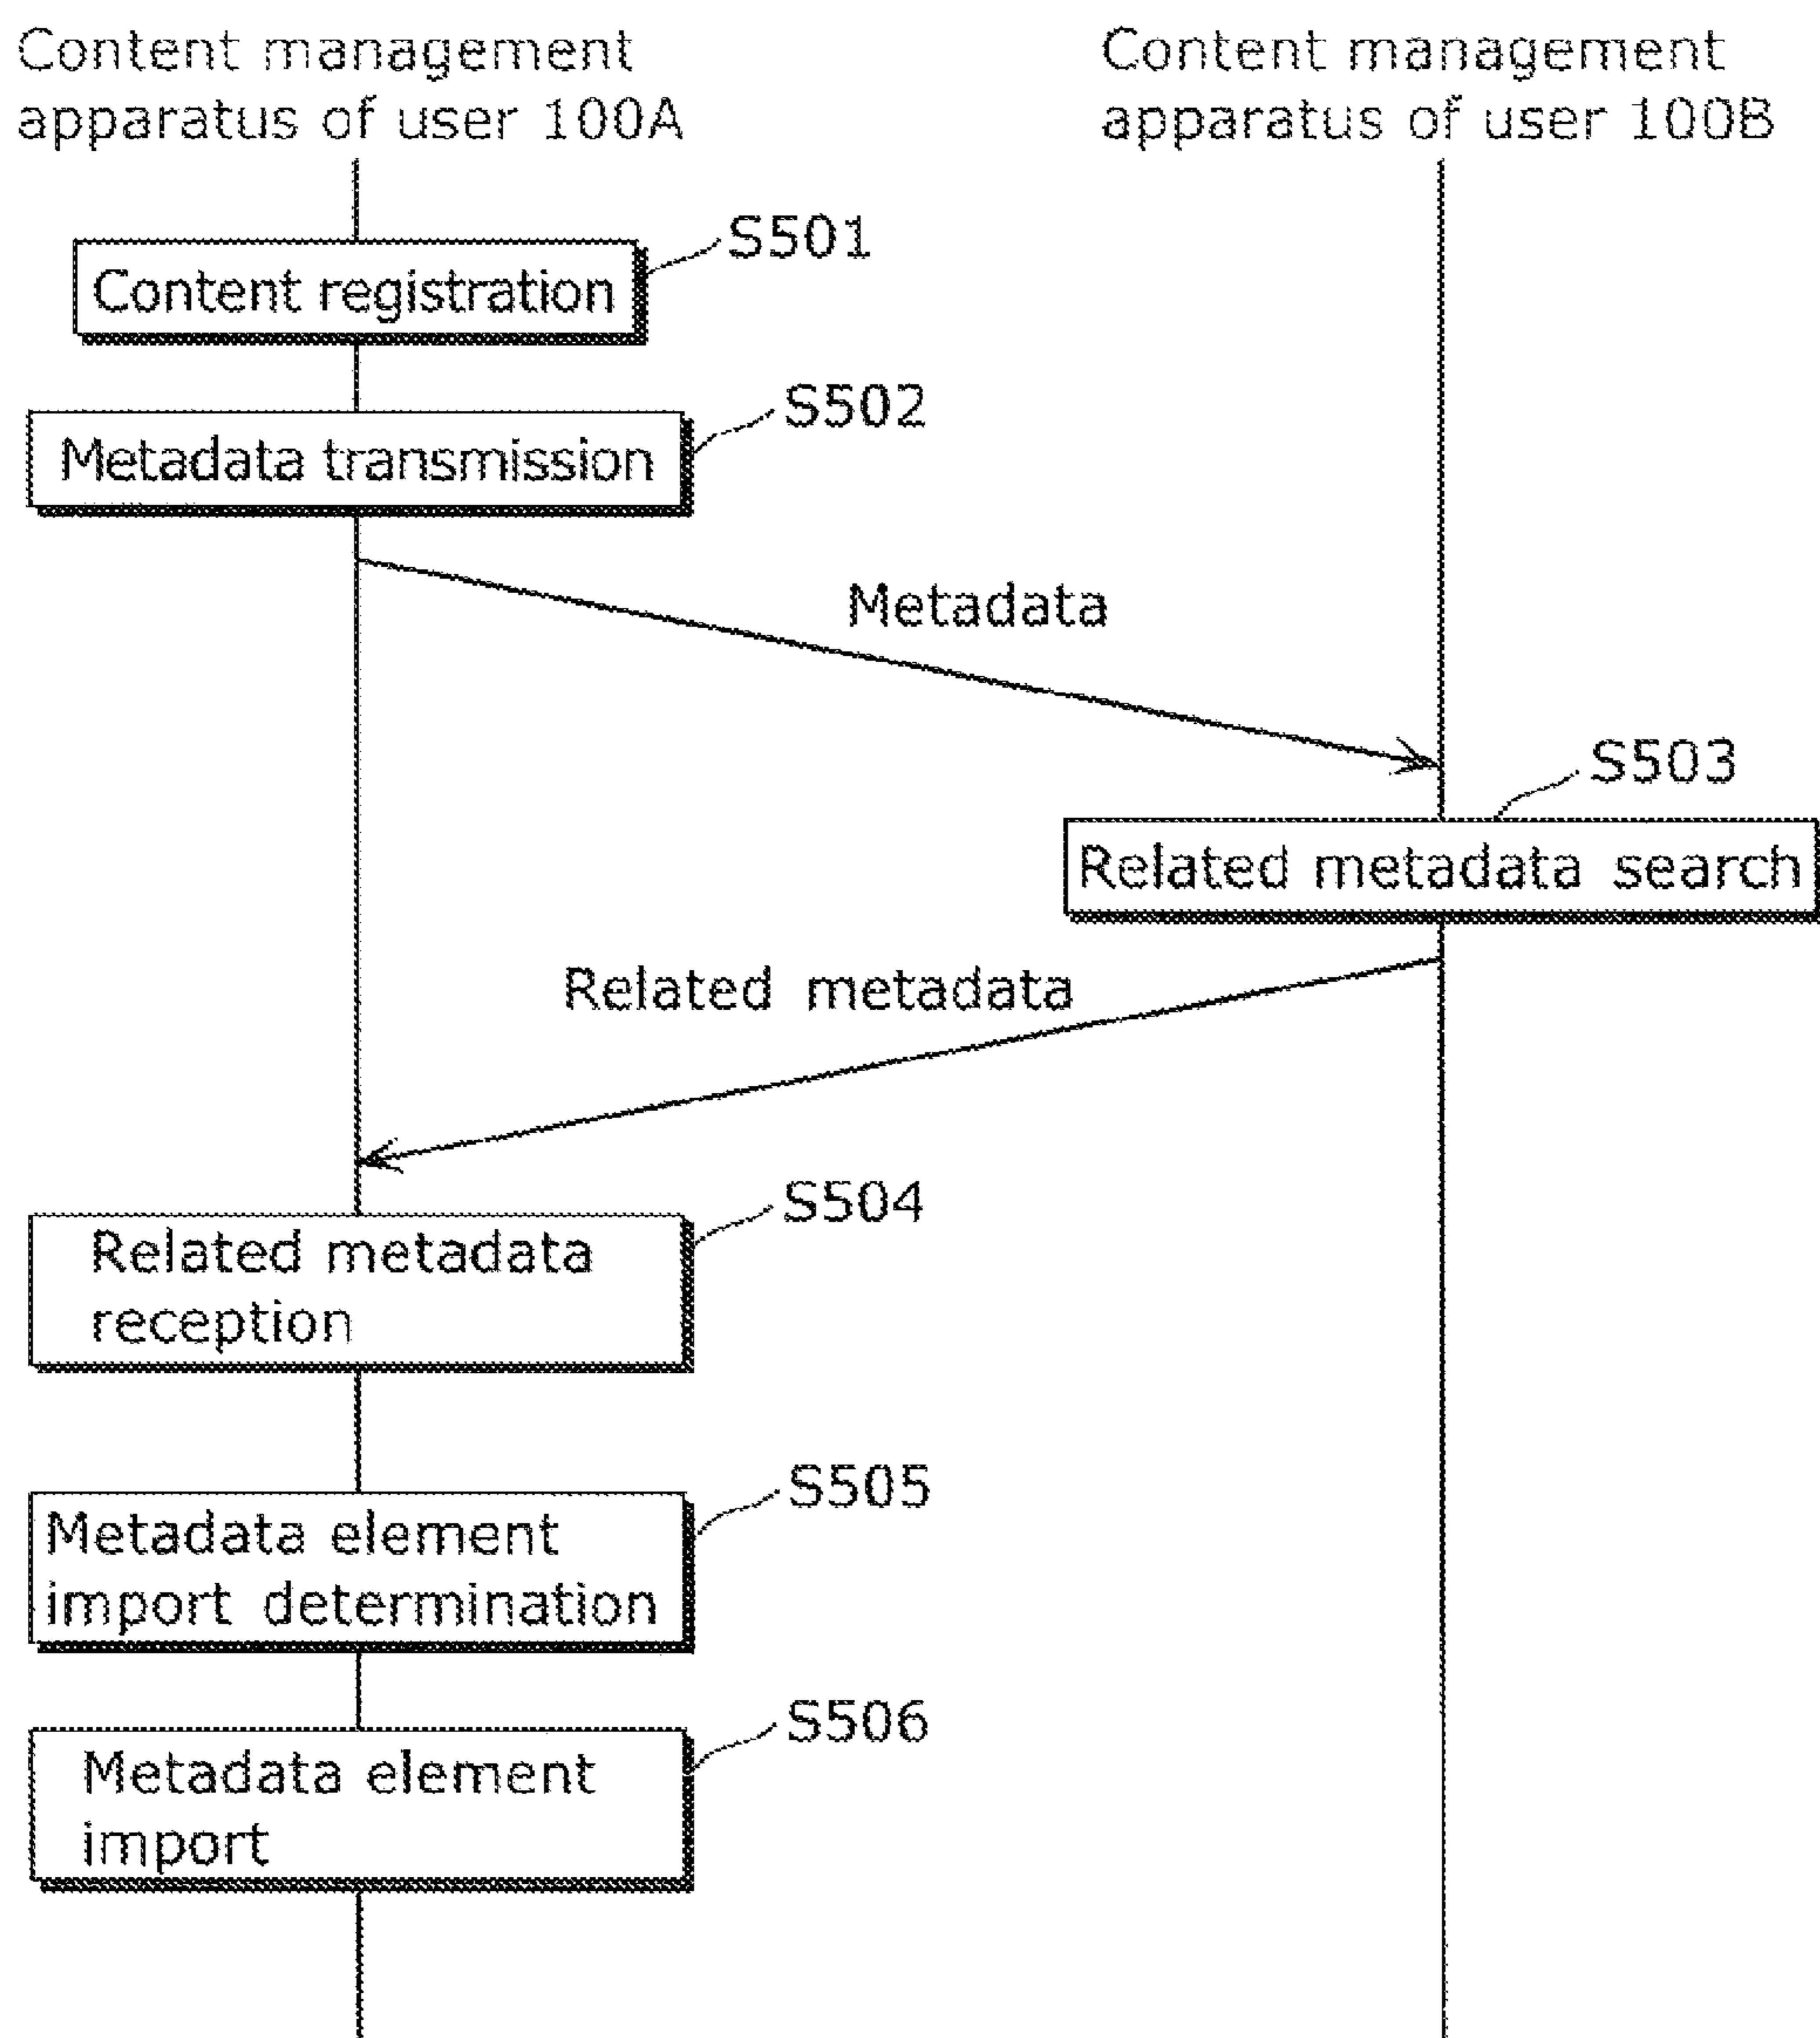 Content management
apparatus of user 100A
Content management
apparatus of user 100B
S501
Content registration
S502
Metadata transmission
Metadata
S503
Related metadata search
Related metadata
S504
Related metadata
reception
S505
Metadata element
import determination
S506
Metadata element
import